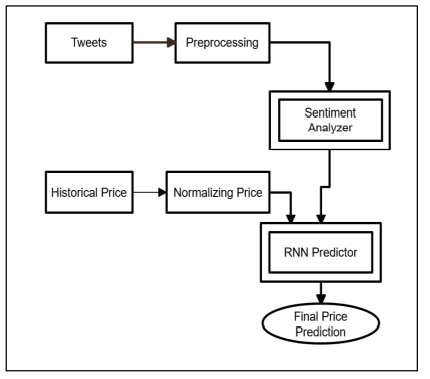 Tweets
Preprocessing
Sentiment
Analyzer
Historical Price
Normalizing Price
RNN Predictor
Final Price
Prediction